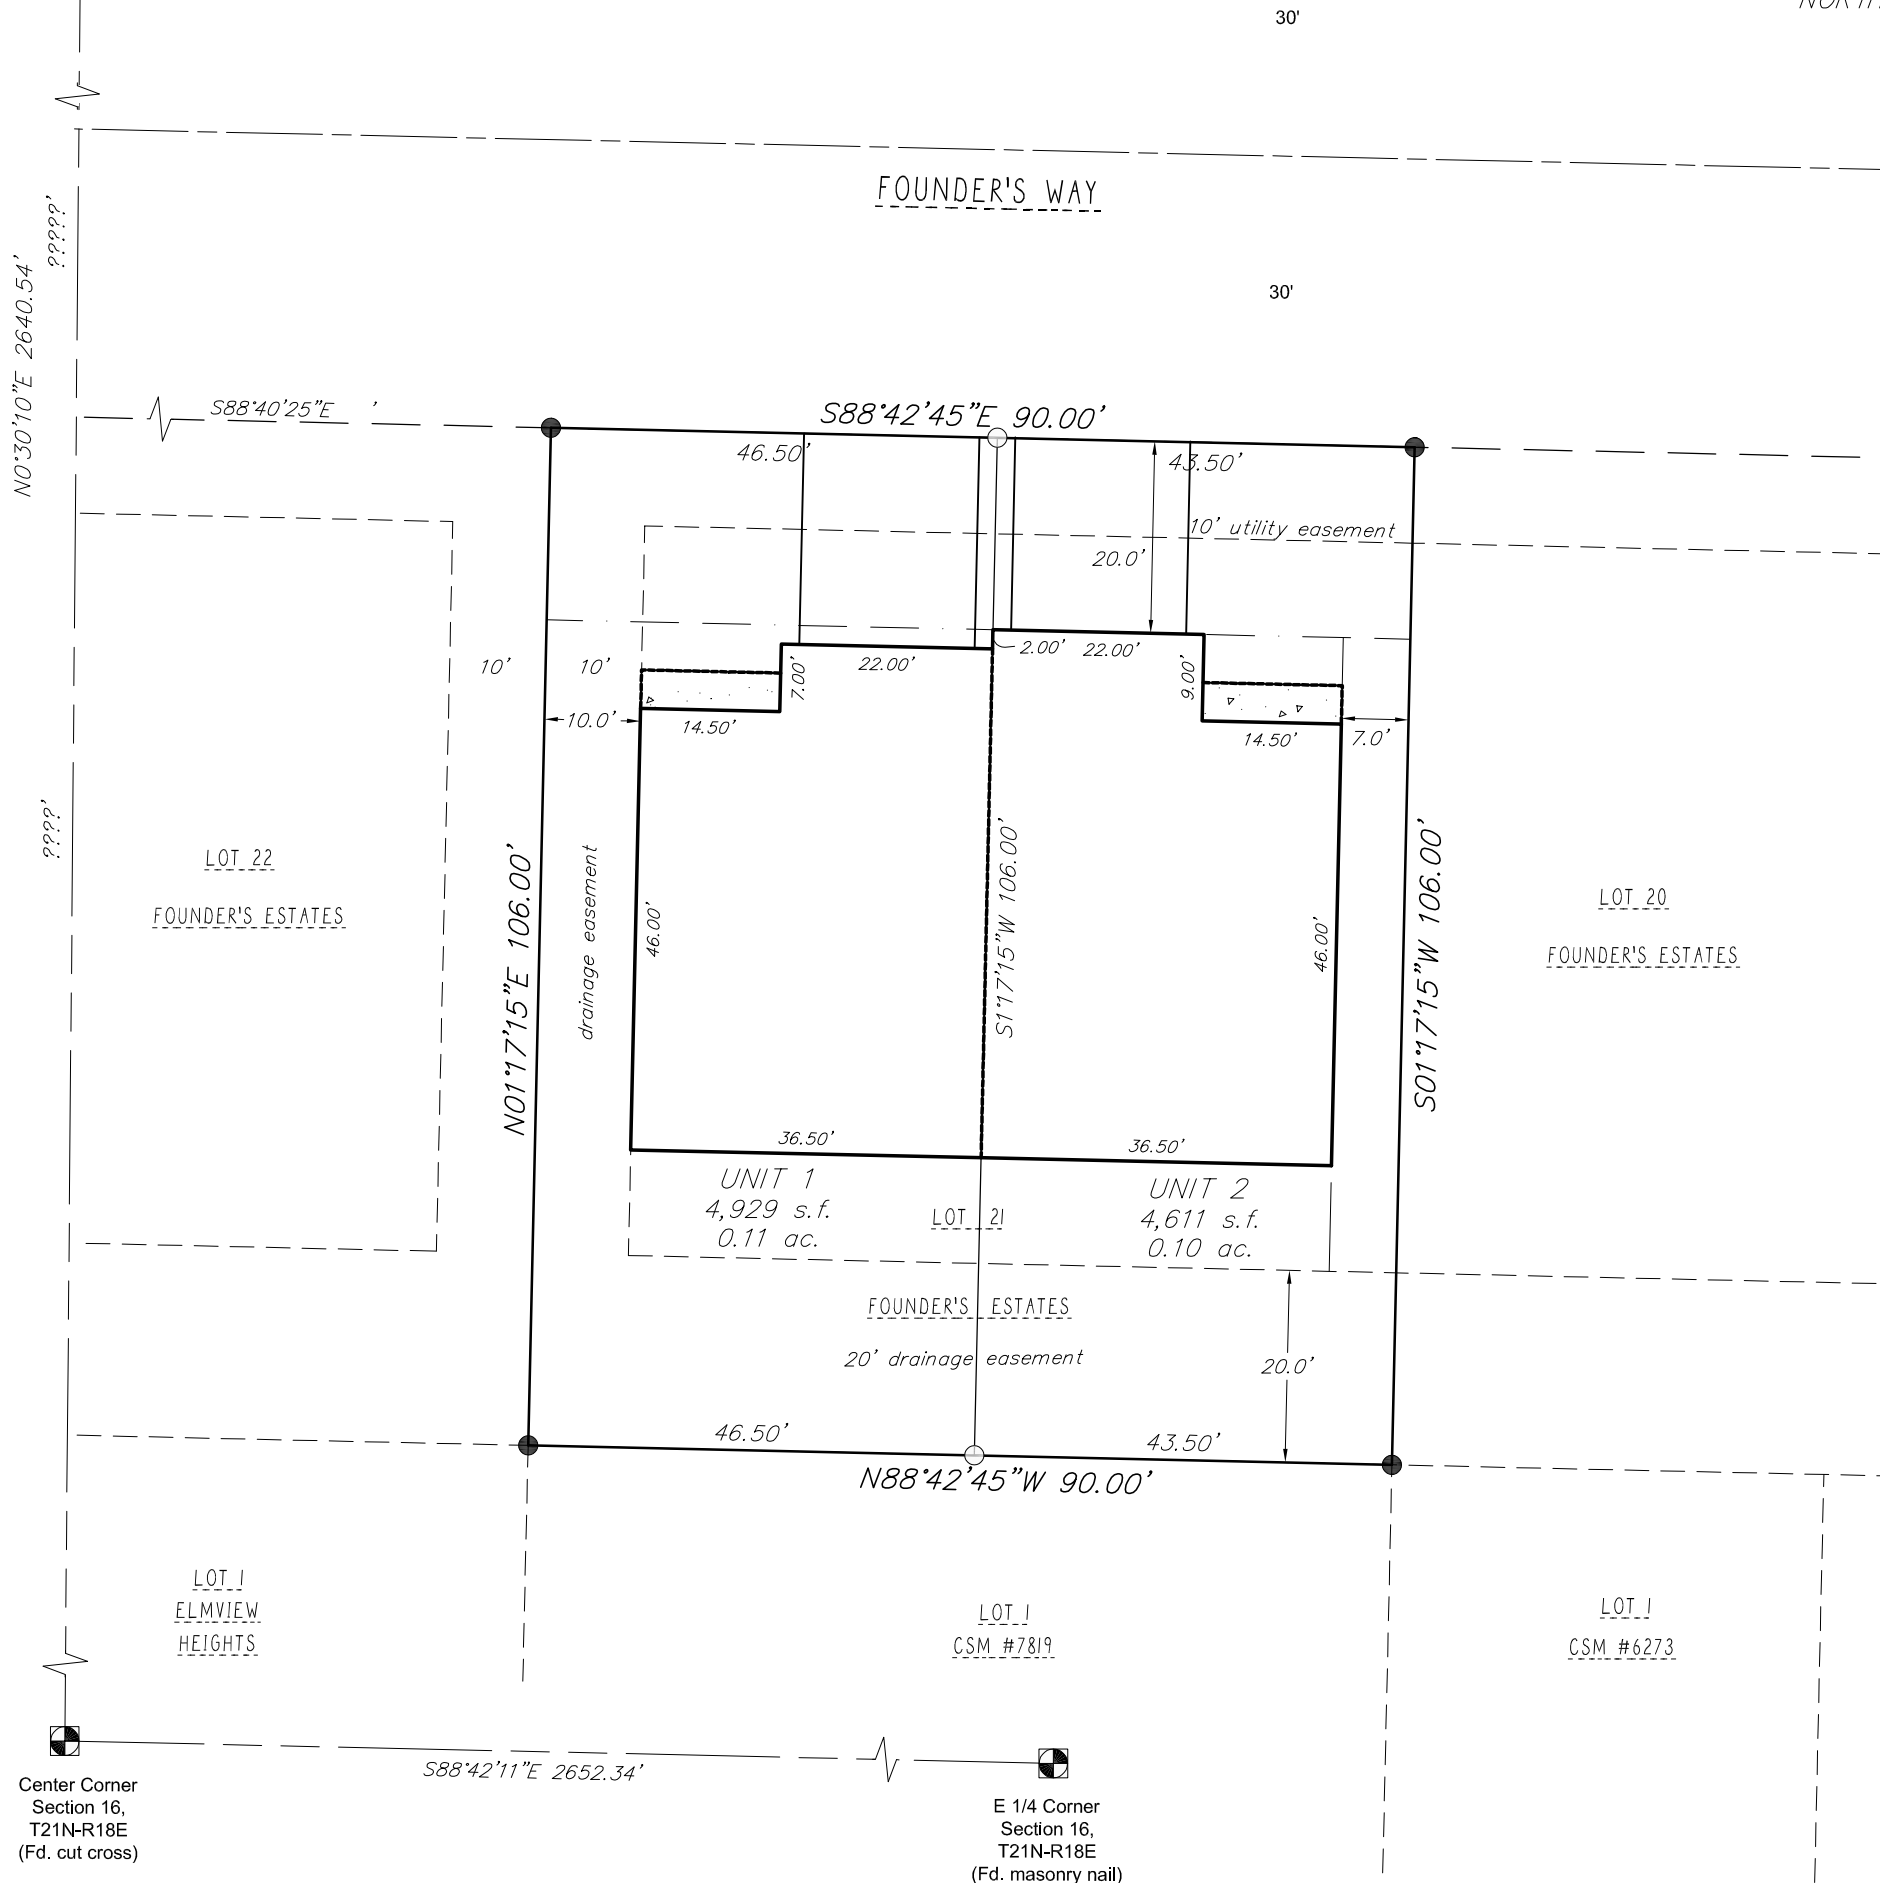 30'
FOUNDER'S WAY
?????'
30'
N0°30'10"E 2640.54'
S88°40'25"E '
S88°42'45"E 90.00'
46.50'
43.50'
10' utility easement
20.0'
2.00'
22.00'
22.00'
10'
10'
7.00'
9.00'
10.0'
14.50'
14.50'
7.0'
????'
LOT 22
FOUNDER'S ESTATES
N01°17'15"E 106.00'
drainage easement
46.00'
S1°17'15"W 106.00'
46.00'
S01°17'15"W 106.00'
LOT 20
FOUNDER'S ESTATES
36.50'
36.50'
UNIT 1
4,929 s.f.
0.11 ac.
LOT 21
UNIT 2
4,611 s.f.
0.10 ac.
FOUNDER'S ESTATES
20' drainage easement
20.0'
46.50'
43.50'
N88°42'45"W 90.00'
LOT 1
ELMVIEW
HEIGHTS
LOT 1
CSM #7819
LOT 1
CSM #6273
S88°42'11"E 2652.34'
Center Corner
Section 16,
T21N-R18E
(Fd. cut cross)
E 1/4 Corner
Section 16,
T21N-R18E
(Fd. masonry nail)